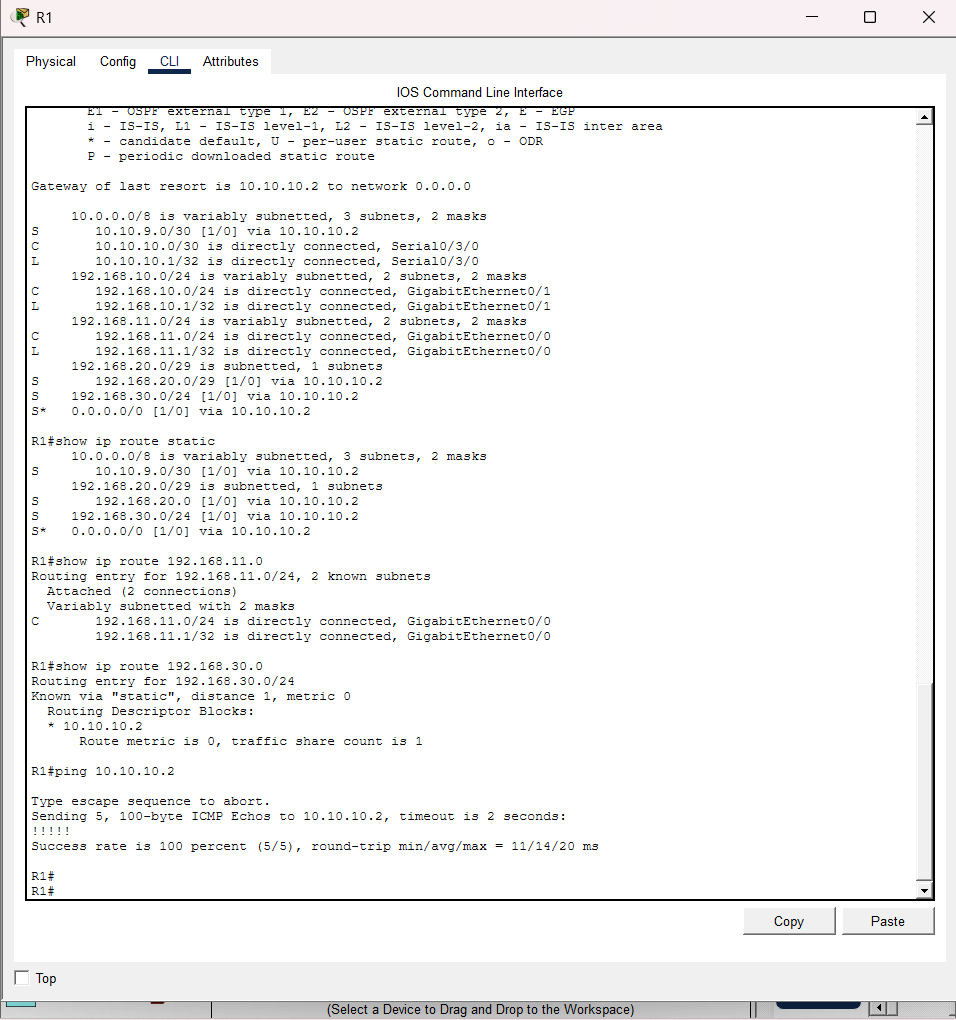 R1
Physical Config CLI Attributes
IOS Command Line Interface
E1 - OSPF external type 1, E2 - OSPF external type 2, E - EGP
i - IS-IS, L1 - IS-IS level-1, L2 - IS-IS level-2, ia - IS-IS inter area
* - candidate default, U - per-user static route, o - ODR
P - periodic downloaded static route
Gateway of last resort is 10.10.10.2 to network 0.0.0.0
10.0.0.0/8 is variably subnetted, 3 subnets, 2 masks
S 10.10.9.0/30 [1/0] via 10.10.10.2
C 10.10.10.0/30 is directly connected, Serial0/3/0
L 10.10.10.1/32 is directly connected, Serial0/3/0
192.168.10.0/24 is variably subnetted, 2 subnets, 2 masks
C 192.168.10.0/24 is directly connected, GigabitEthernet0/1
L 192.168.10.1/32 is directly connected, GigabitEthernet0/1
192.168.11.0/24 is variably subnetted, 2 subnets, 2 masks
C 192.168.11.0/24 is directly connected, GigabitEthernet0/0
L 192.168.11.1/32 is directly connected, GigabitEthernet0/0
192.168.20.0/29 is subnetted, 1 subnets
S 192.168.20.0/29 [1/0] via 10.10.10.2
S 192.168.30.0/24 [1/0] via 10.10.10.2
S* 0.0.0.0/0 [1/0] via 10.10.10.2
R1#show ip route static
10.0.0.0/8 is variably subnetted, 3 subnets, 2 masks
S 10.10.9.0/30 [1/0] via 10.10.10.2
192.168.20.0/29 is subnetted, 1 subnets
S 192.168.20.0 [1/0] via 10.10.10.2
S 192.168.30.0/24 [1/0] via 10.10.10.2
S* 0.0.0.0/0 [1/0] via 10.10.10.2
R1#show ip route 192.168.11.0
Routing entry for 192.168.11.0/24, 2 known subnets
Attached (2 connections)
Variably subnetted with 2 masks
C 192.168.11.0/24 is directly connected, GigabitEthernet0/0
192.168.11.1/32 is directly connected, GigabitEthernet0/0
R1#show ip route 192.168.30.0
Routing entry for 192.168.30.0/24
Known via "static", distance 1, metric 0
Routing Descriptor Blocks:
* 10.10.10.2
Route metric is 0, traffic share count is 1
R1#ping 10.10.10.2
Type escape sequence to abort.
Sending 5, 100-byte ICMP Echos to 10.10.10.2, timeout is 2 seconds:
!!!!!
Success rate is 100 percent (5/5), round-trip min/avg/max = 11/14/20 ms
R1#
R1#
Copy Paste
Top
(Select a Device to Drag and Drop to the Workspace)